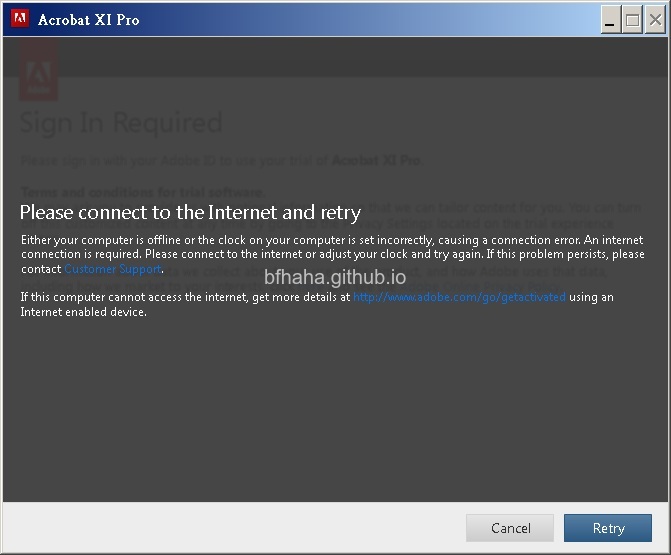 Acrobat XI Pro
Sign In Required
Please sign in with your Adobe ID to use your trial of Acrobat XI Pro.
Terms and conditions for trial software.
Please connect to the Internet and retry
Either your computer is offline or the clock on your computer is set incorrectly, causing a connection error. An internet
connection is required. Please connect to the internet or adjust your clock and try again. If this problem persists, please
contact Customer Support.
bfhaha.github.io
If this computer cannot access the internet, get more details at http://www.adobe.com/go/getactivated using an
Internet enabled device.
Cancel
Retry